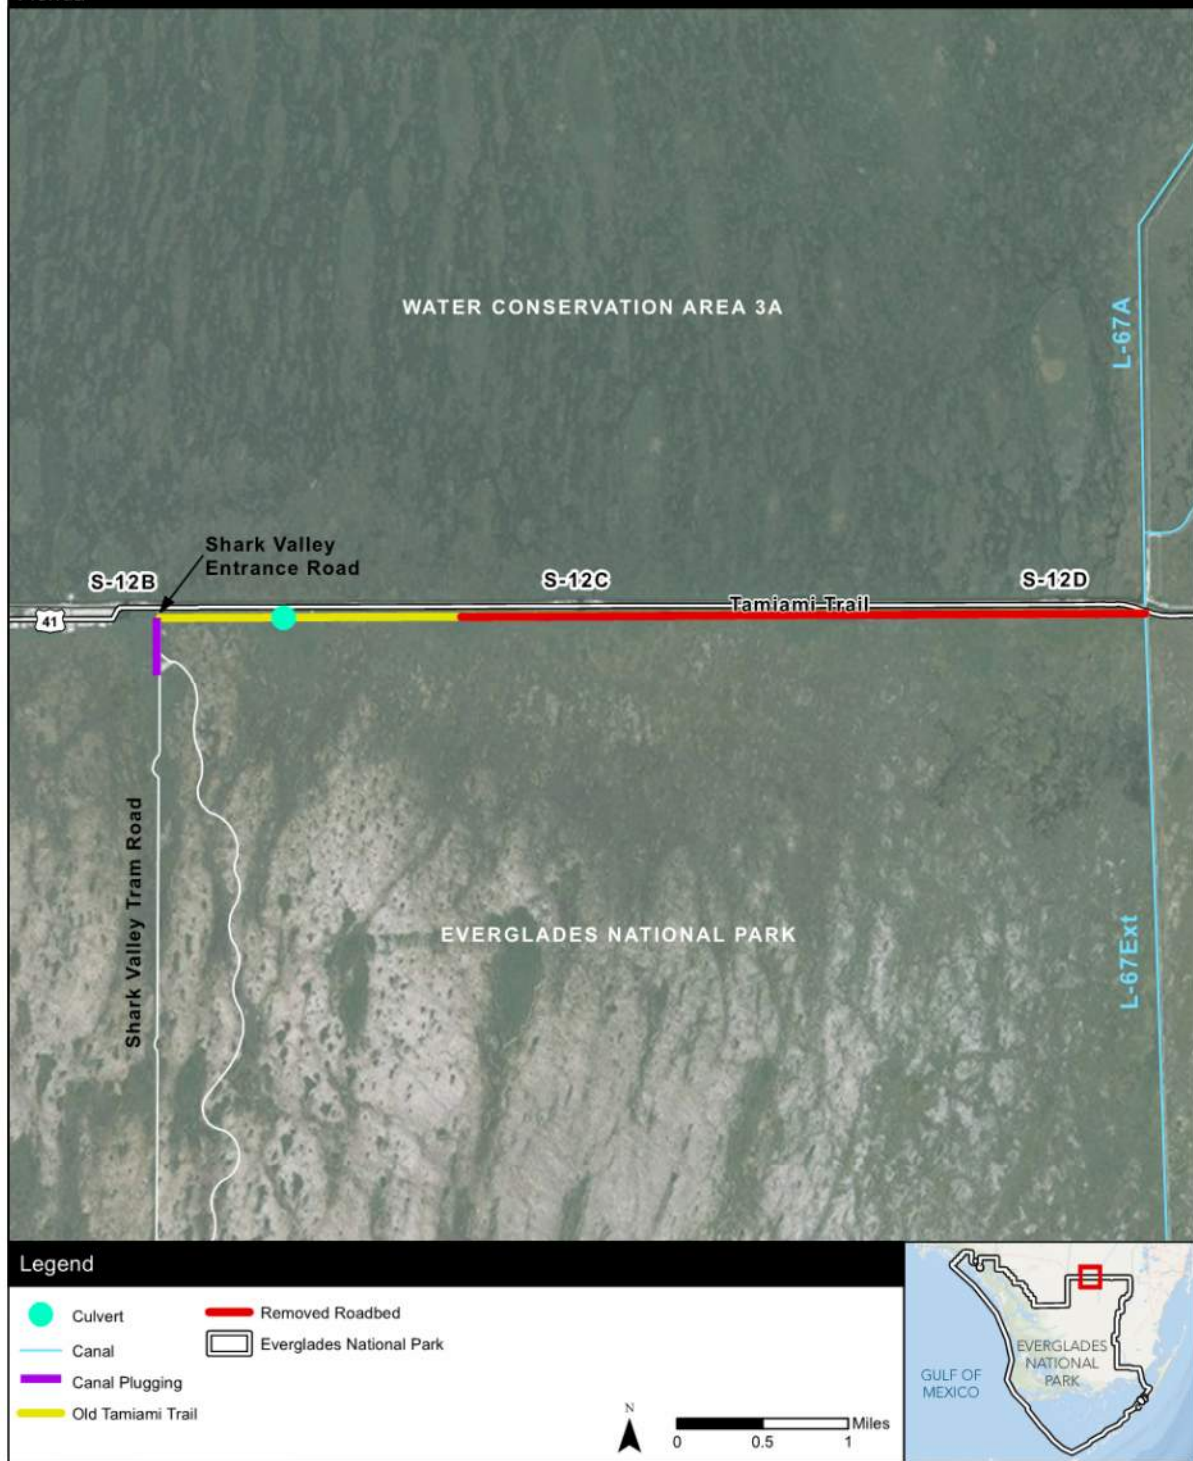 WATER CONSERVATION AREA 3A
L-67A
Shark Valley
Entrance Road
S-12B
S-12C
S-12D
Tamiami Trail
41
Shark Valley Tram Road
EVERGLADES NATIONAL PARK
L-67Ext
Legend
Culvert
Canal
Canal Plugging
Old Tamiami Trail
Removed Roadbed
Everglades National Park
N
Miles
0 0.5 1
GULF OF
MEXICO
EVERGLADES
NATIONAL
PARK